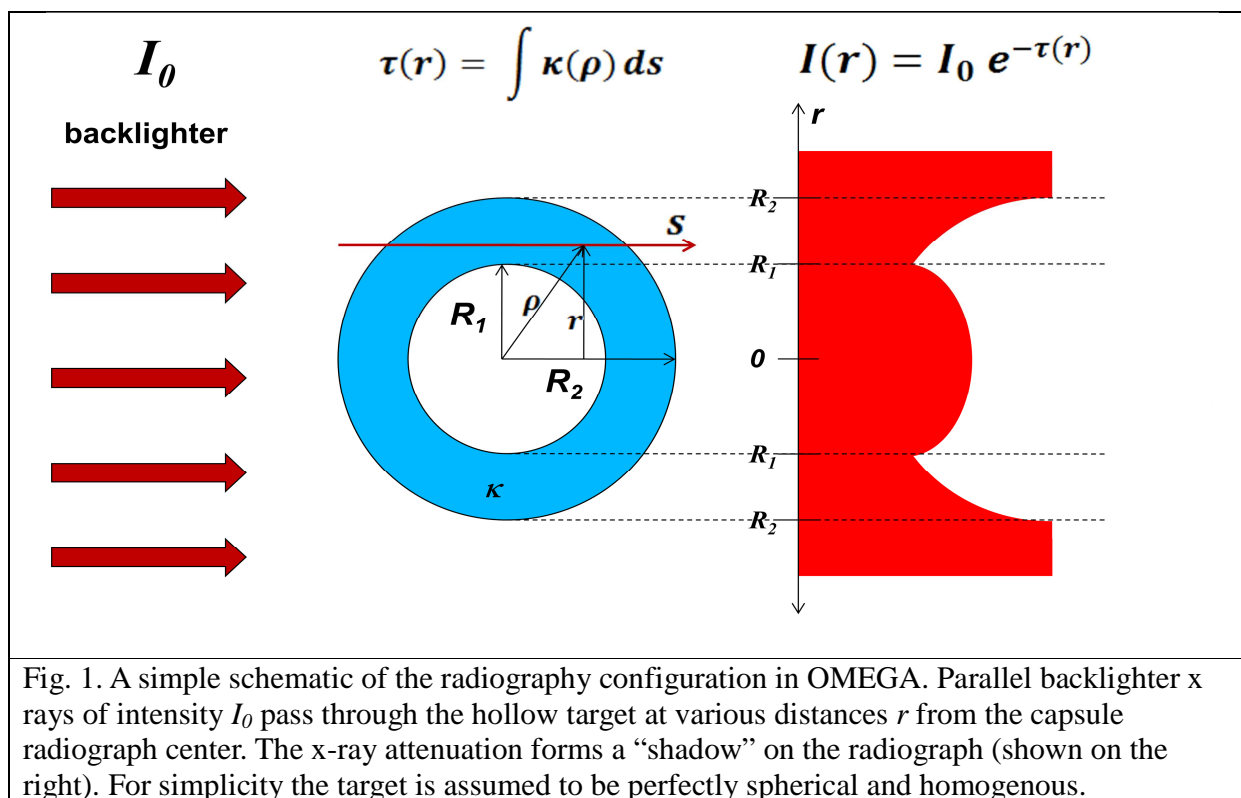 I₀
τ(r) = ∫ κ(ρ) ds
I(r) = I₀ e^{-τ(r)}
backlighter
r
R₂
S
R₁
R₁
ρ
r
0
R₂
R₁
κ
R₂
Fig. 1. A simple schematic of the radiography configuration in OMEGA. Parallel backlighter x
rays of intensity I₀ pass through the hollow target at various distances r from the capsule
radiograph center. The x-ray attenuation forms a “shadow” on the radiograph (shown on the
right). For simplicity the target is assumed to be perfectly spherical and homogenous.